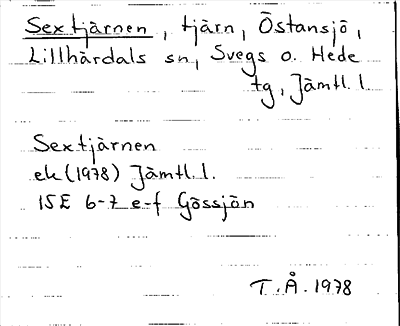 Sextjärnen, tjärn, Östansjö,
Lillhärdals sn, Svegs o. Hede
tg, Jämtl. l.
Sextjärnen
ek (1978) Jämtl. l.
15E 6-7 e-f Gössjön
T.Å. 1978